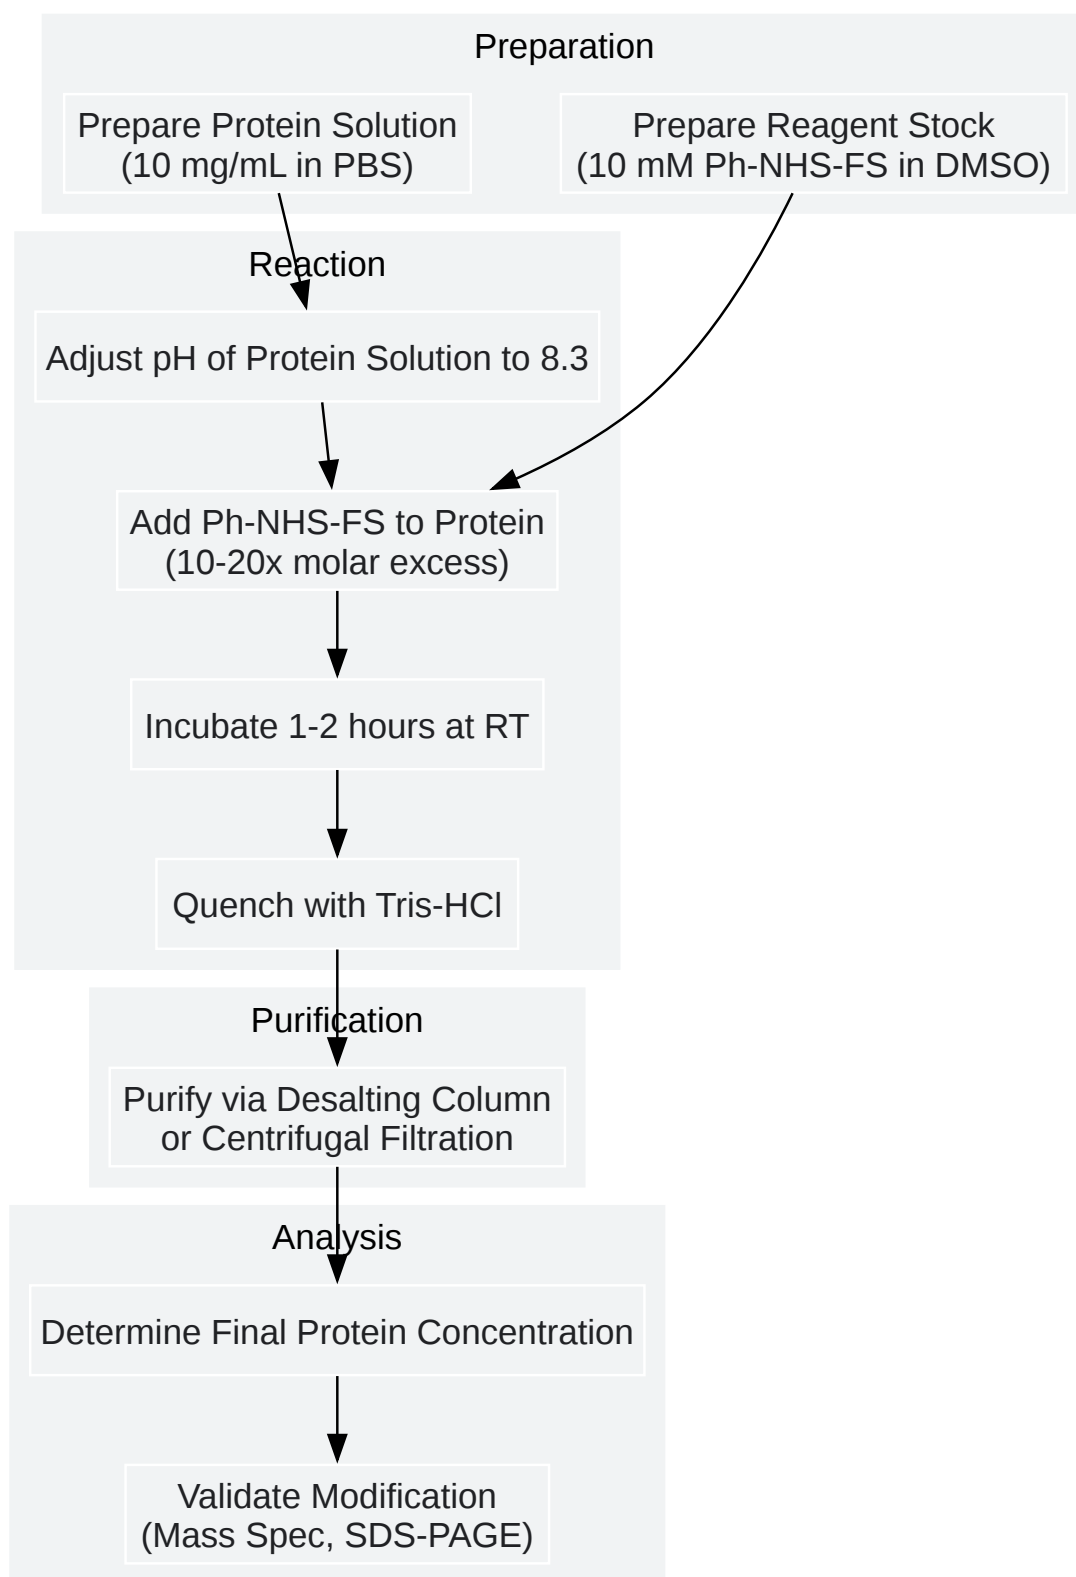 Preparation
Prepare Protein Solution
(10 mg/mL in PBS)
Prepare Reagent Stock
(10 mM Ph-NHS-FS in DMSO)
Reaction
Adjust pH of Protein Solution to 8.3
Add Ph-NHS-FS to Protein
(10-20x molar excess)
Incubate 1-2 hours at RT
Quench with Tris-HCl
Purification
Purify via Desalting Column
or Centrifugal Filtration
Analysis
Determine Final Protein Concentration
Validate Modification
(Mass Spec, SDS-PAGE)